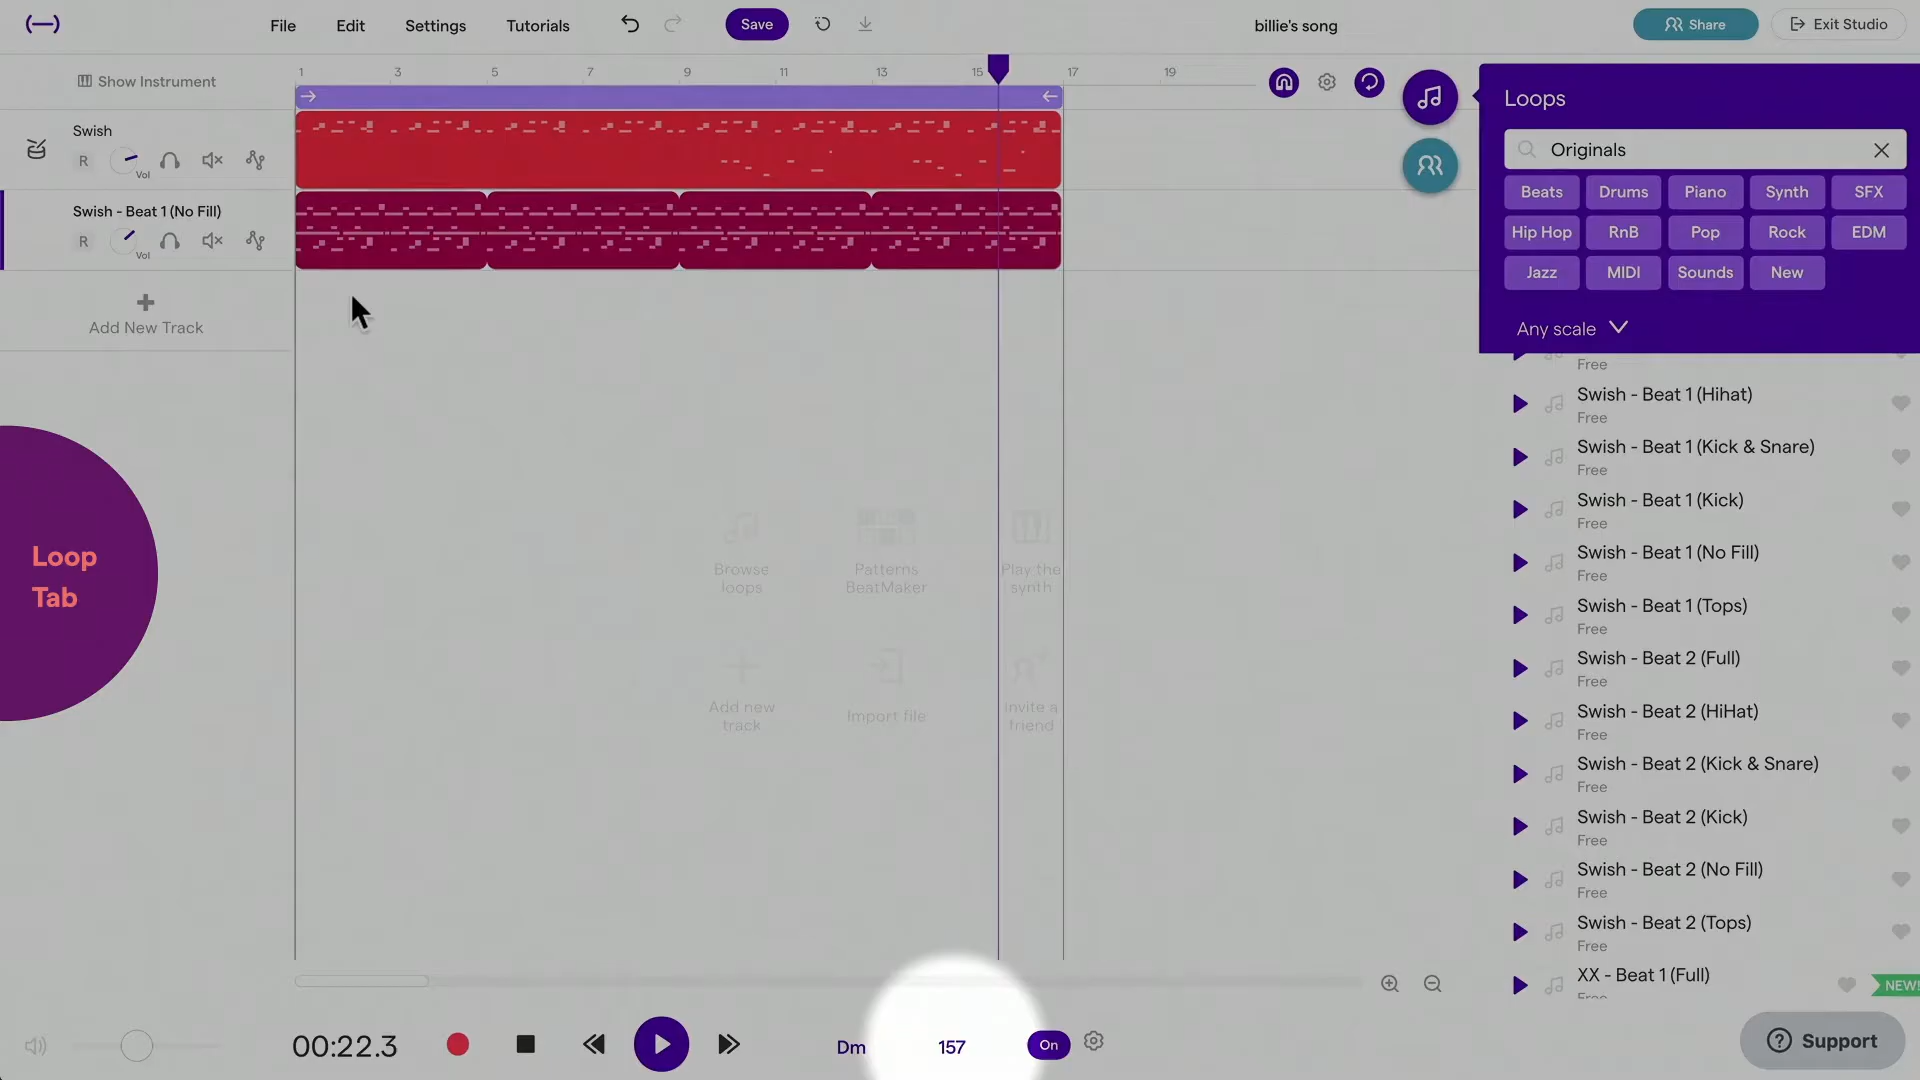 File
Edit
Settings
Tutorials
Save
billie's song
Share
Exit Studio
Show Instrument
1
3
5
7
9
11
13
15
17
19
Swish
R
Vol
Swish - Beat 1 (No Fill)
R
Vol
Add New Track
Loop
Tab
Browse
loops
Patterns
BeatMaker
Play the
synth
Add new
track
Import file
Invite a
friend
Loops
Originals
Beats
Drums
Piano
Synth
SFX
Hip Hop
RnB
Pop
Rock
EDM
Jazz
MIDI
Sounds
New
Any scale
Free
Swish - Beat 1 (Hihat)
Free
Swish - Beat 1 (Kick & Snare)
Free
Swish - Beat 1 (Kick)
Free
Swish - Beat 1 (No Fill)
Free
Swish - Beat 1 (Tops)
Free
Swish - Beat 2 (Full)
Free
Swish - Beat 2 (HiHat)
Free
Swish - Beat 2 (Kick & Snare)
Free
Swish - Beat 2 (Kick)
Free
Swish - Beat 2 (No Fill)
Free
Swish - Beat 2 (Tops)
Free
XX - Beat 1 (Full)
Free
NEW!
00:22.3
Dm
157
On
Support